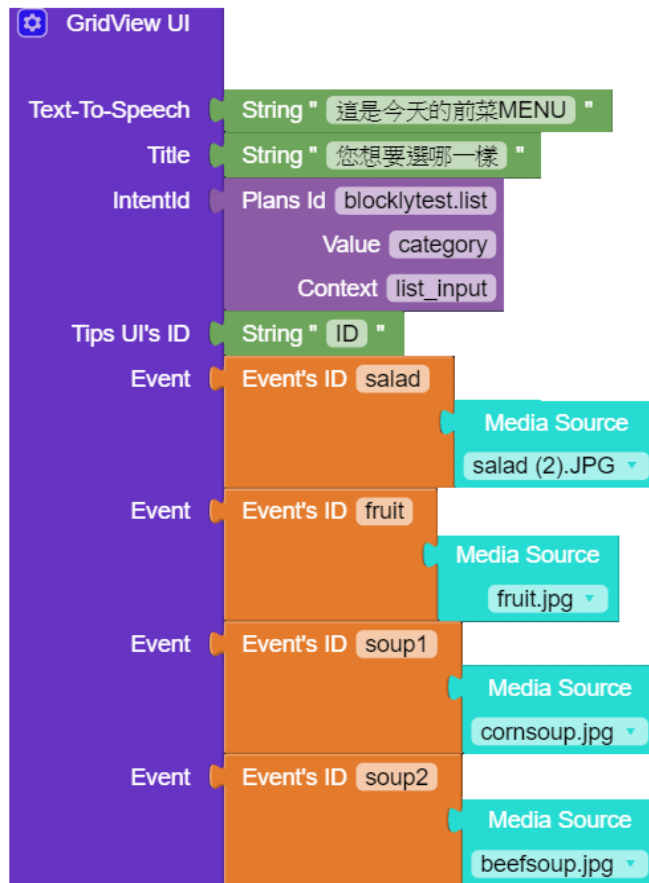 GridView UI
Text-To-Speech String " 這是今天的前菜MENU "
Title String " 您想要選哪一樣 "
IntentId Plans Id blocklytest.list
Value category
Context list_input
Tips UI's ID String " ID "
Event Event's ID salad
Media Source
salad (2).JPG
Event Event's ID fruit
Media Source
fruit.jpg
Event Event's ID soup1
Media Source
cornsoup.jpg
Event Event's ID soup2
Media Source
beefsoup.jpg